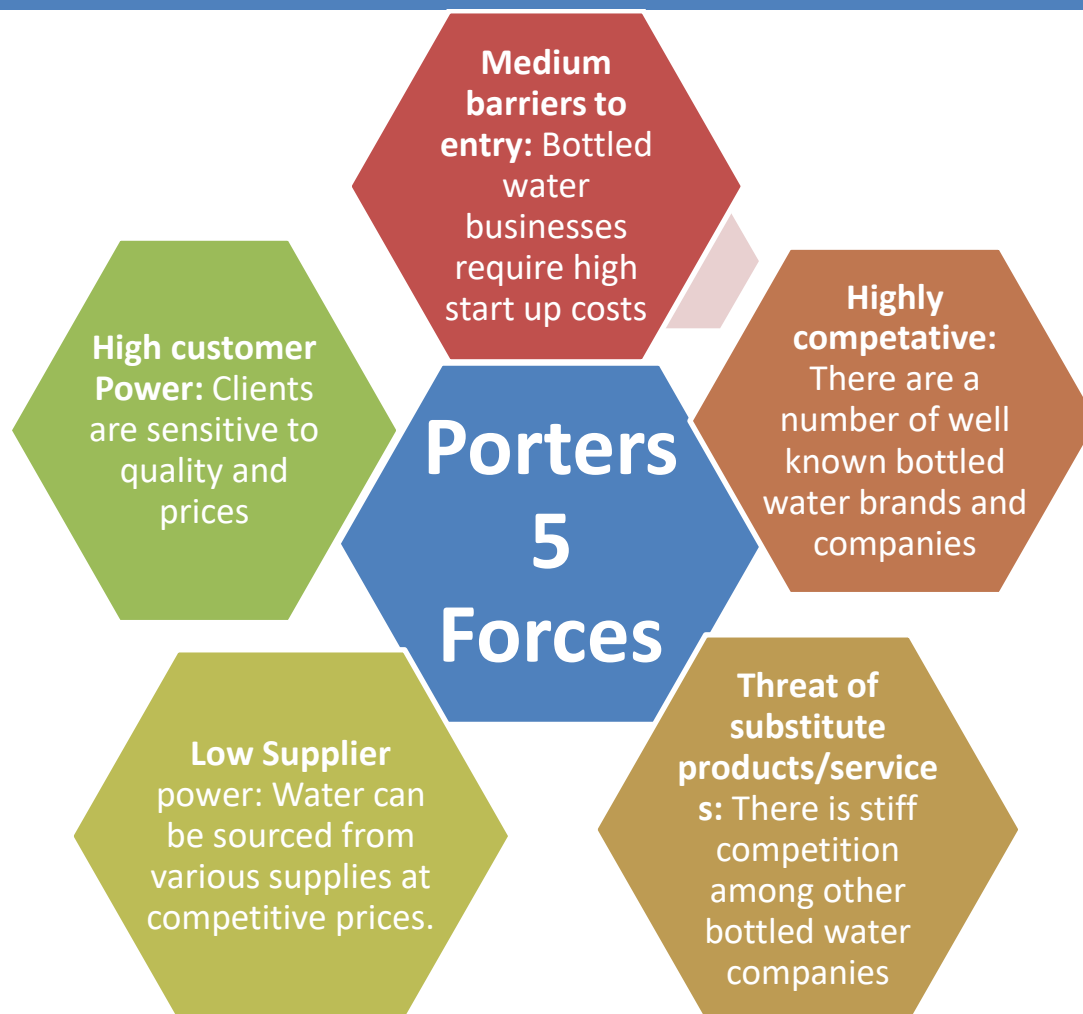 Medium
barriers to
entry: Bottled
water
businesses
require high
start up costs
Highly
competative:
There are a
number of well
known bottled
water brands and
companies
High customer
Power: Clients
are sensitive to
quality and
prices
Porters
5
Forces
Threat of
substitute
products/service
s: There is stiff
competition
among other
bottled water
companies
Low Supplier
power: Water can
be sourced from
various supplies at
competitive prices.